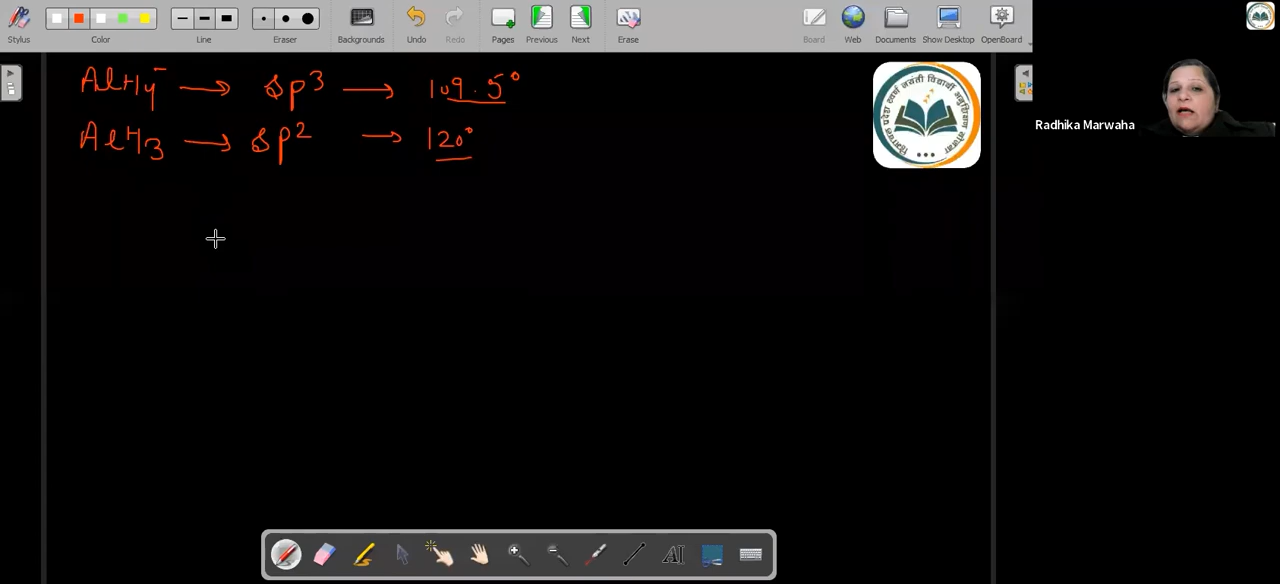 Stylus Color Line Eraser Backgrounds Undo Redo Pages Previous Next Erase Board Web Documents Show Desktop OpenBoard
AlH4⁻ → sp³ → 109.5°
AlH3 → sp² → 120°
Radhika Marwaha
AI